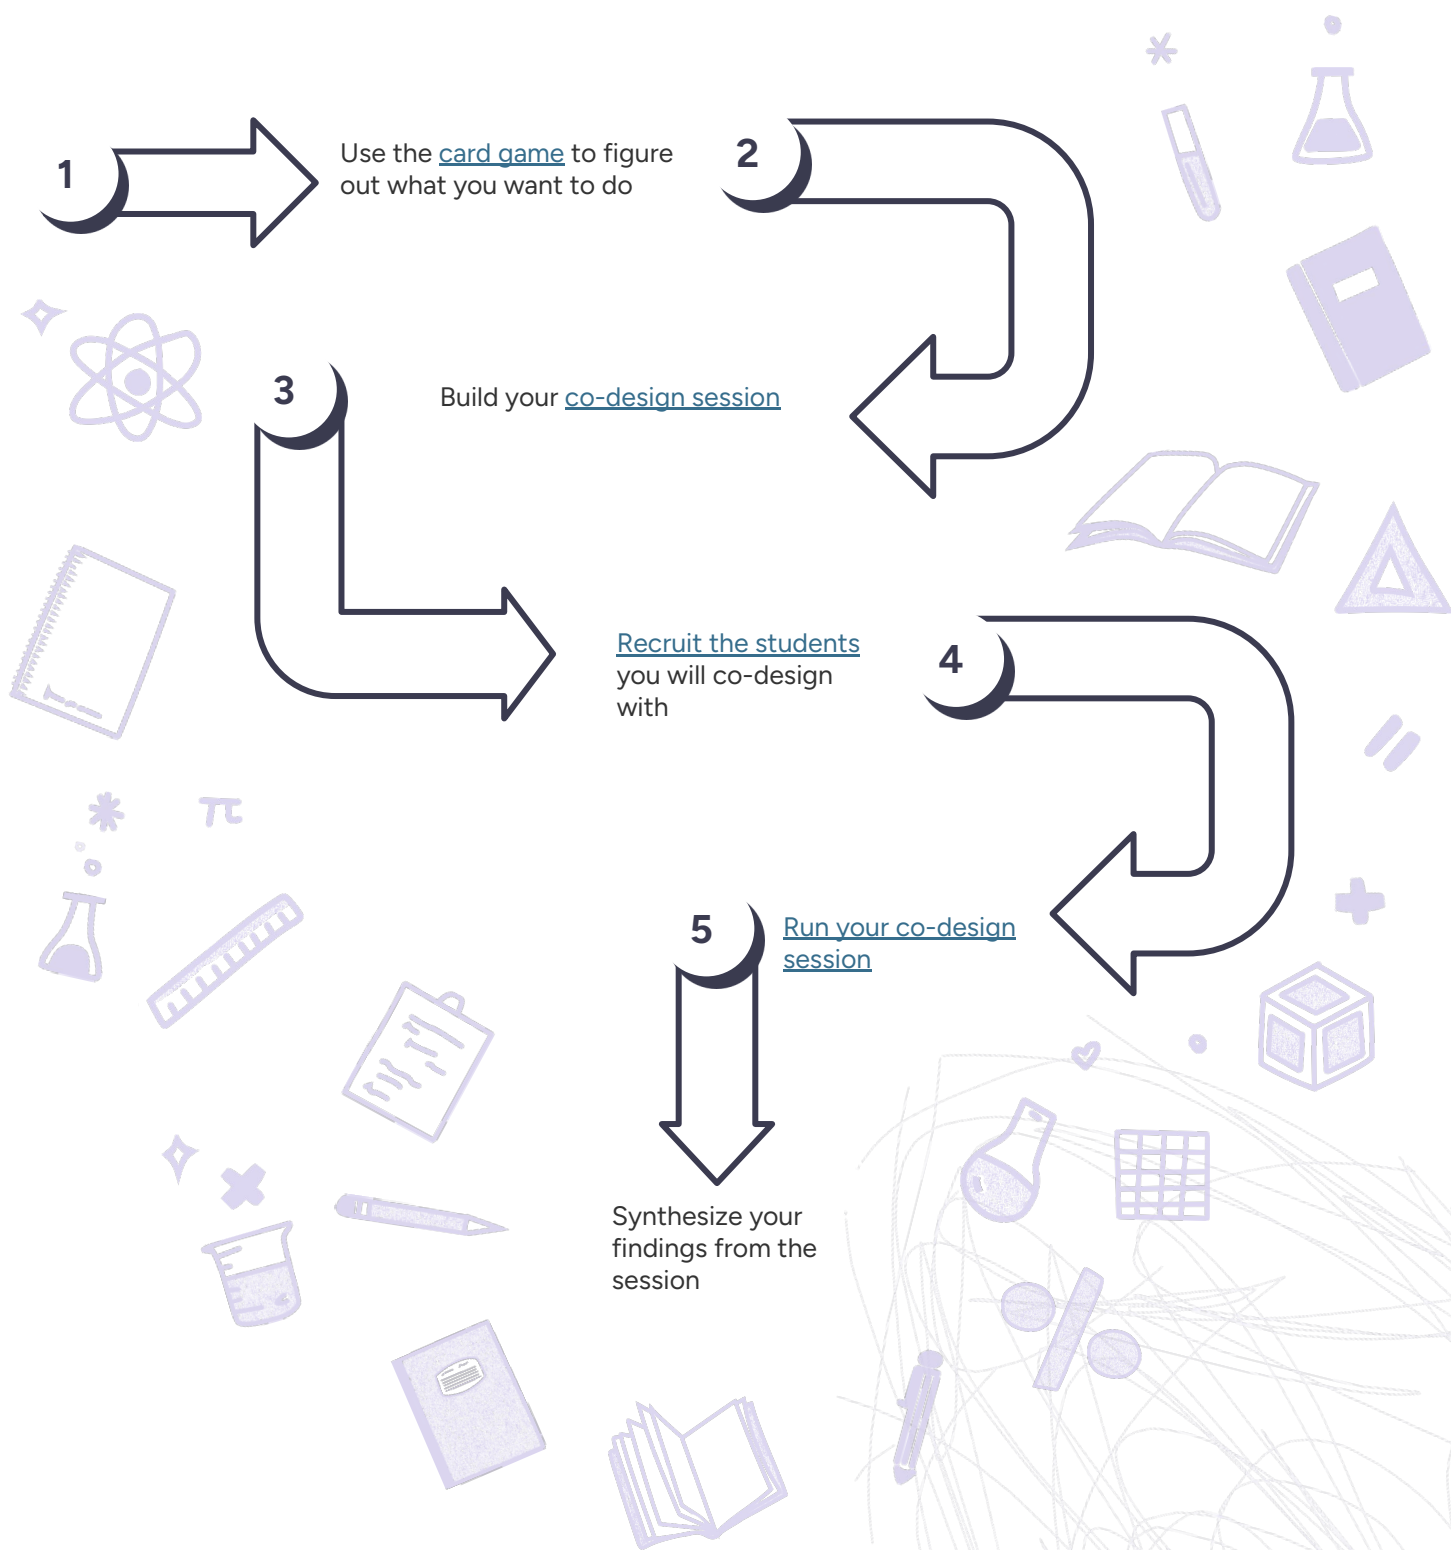 1
Use the card game to figure
out what you want to do
2
Build your co-design session
3
Recruit the students
you will co-design
with
4
Run your co-design
session
5
Synthesize your
findings from the
session
π